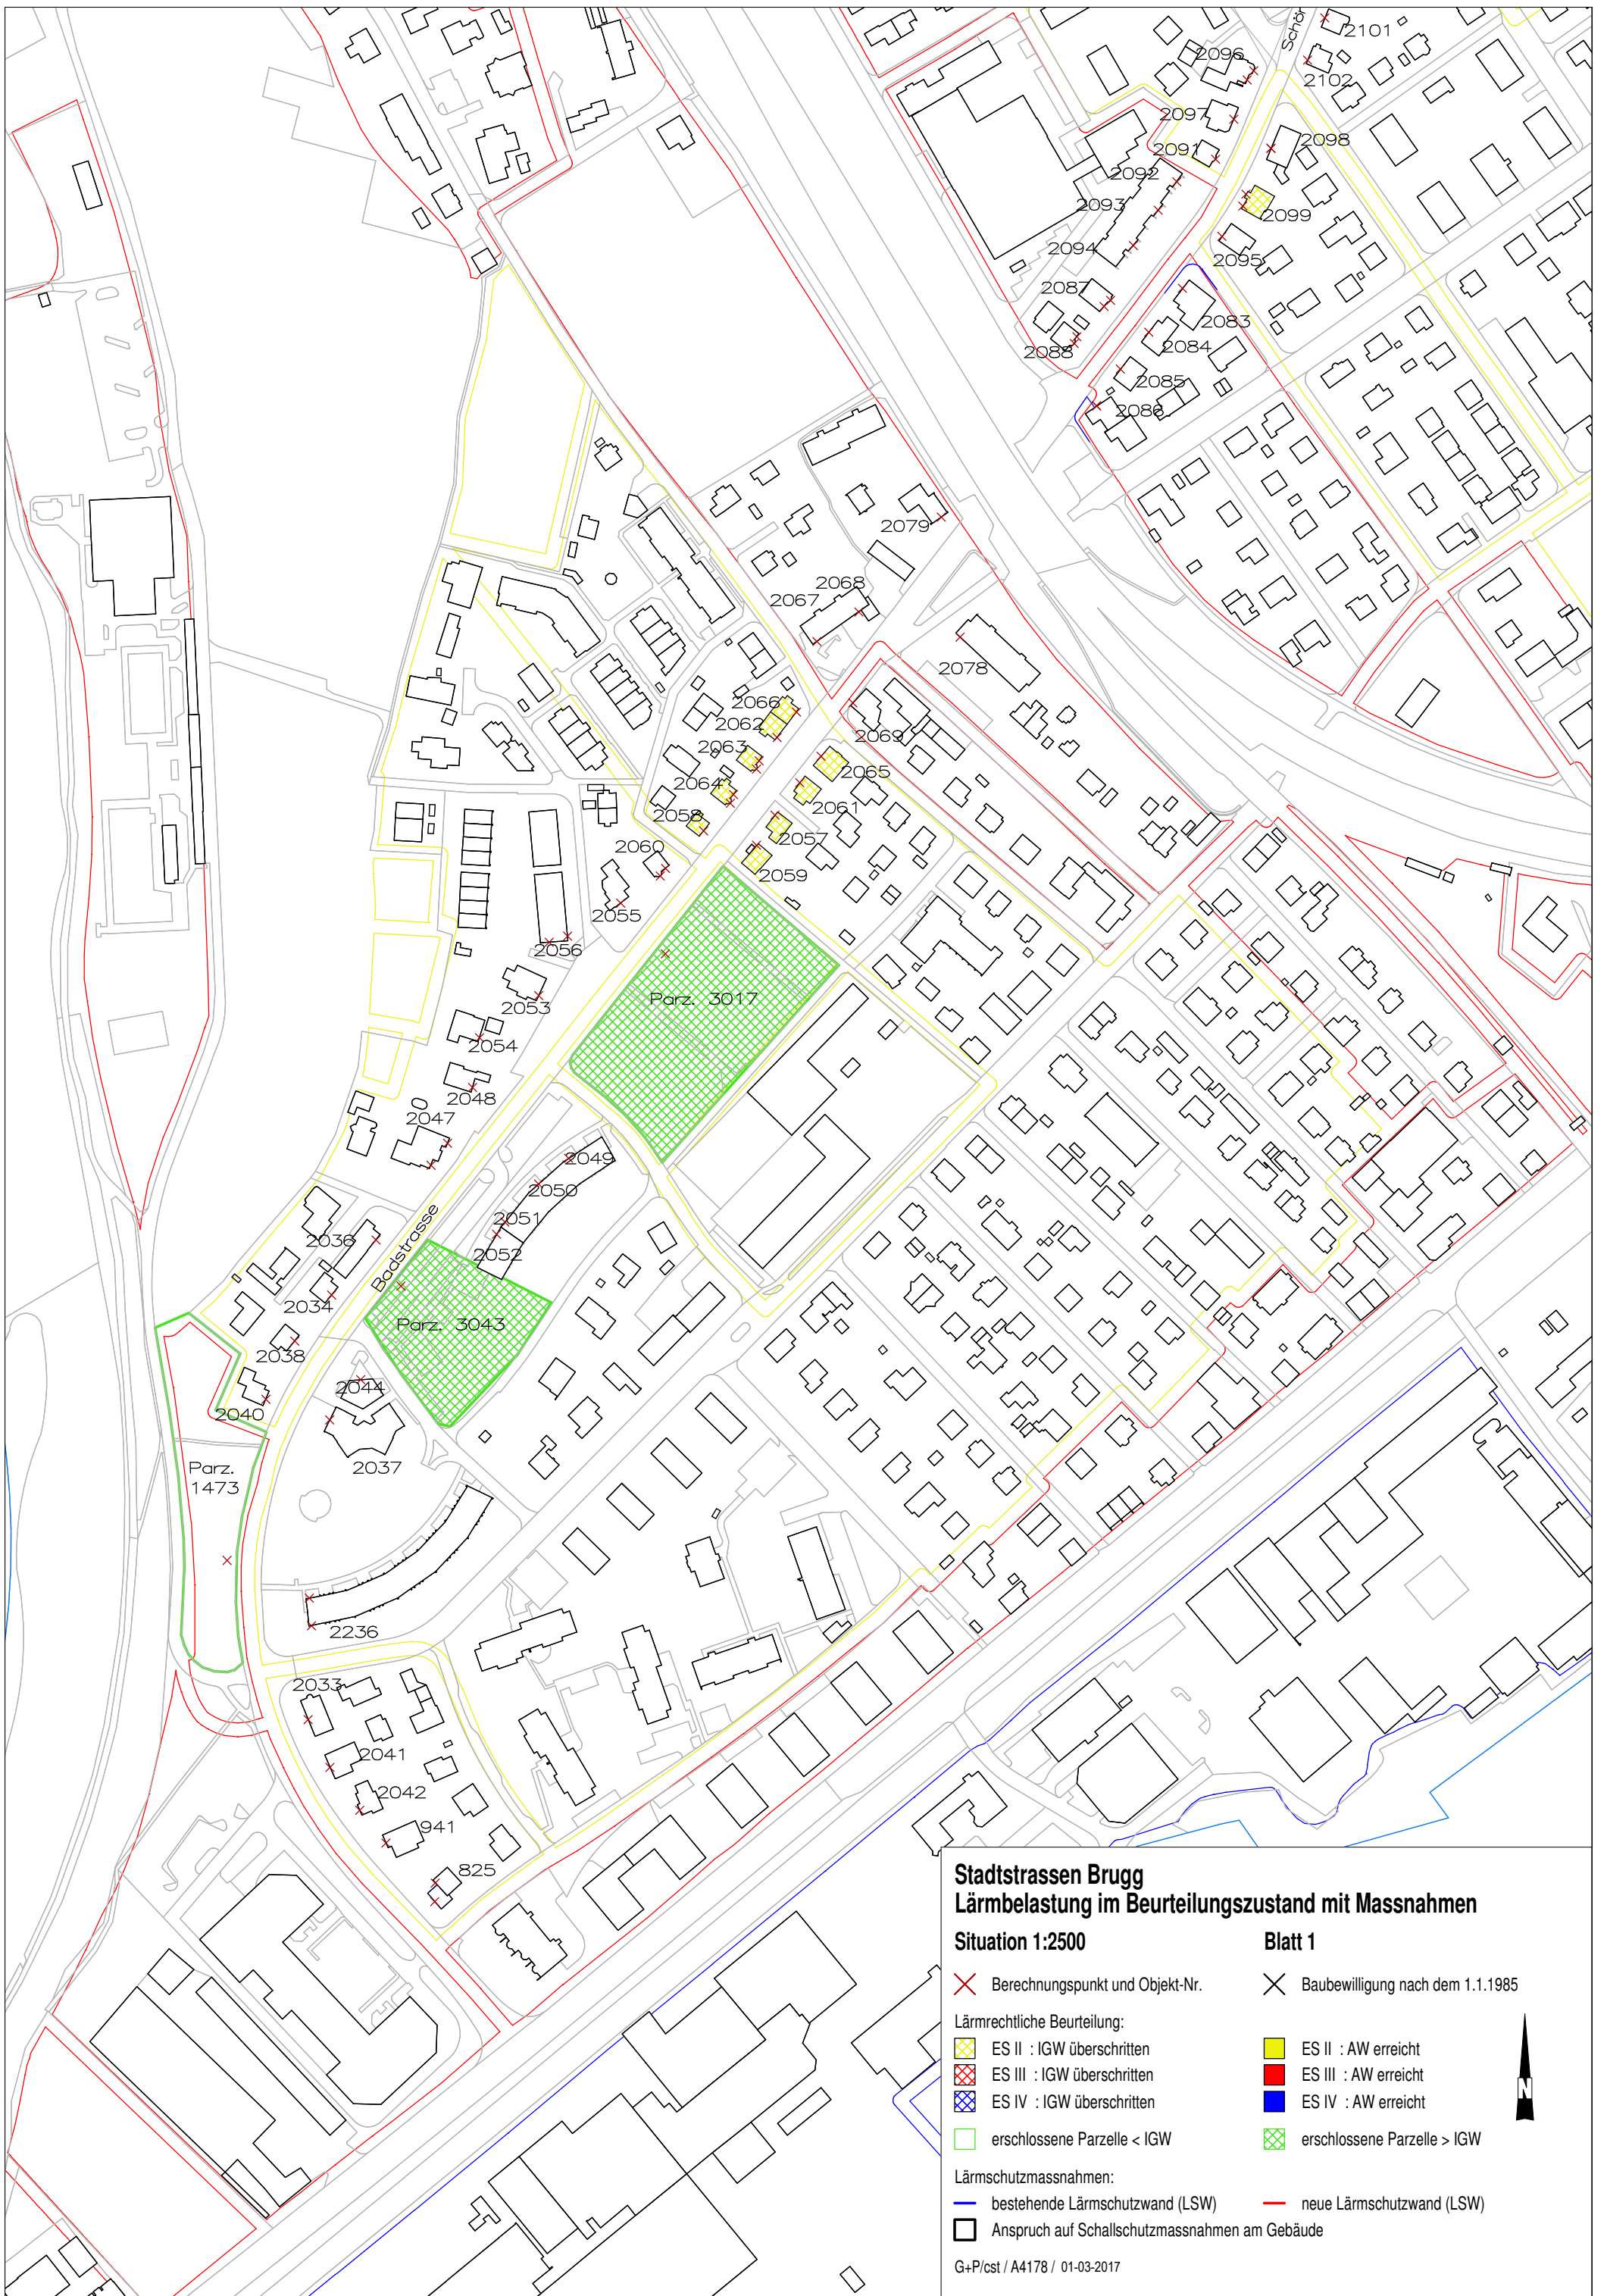 Schör
2101
2096
2102
2097
2098
2091
2092
2093
2099
2094
2095
2087
2083
2088
2084
2085
2086
2079
2068
2067
2078
2066
2062
2069
2063
2065
2064
2061
2058
2057
2060
2059
2055
2056
Parz. 3017
2053
2054
2048
2047
2049
2050
2051
2036
2052
Badstrasse
2034
Parz. 3043
2038
2044
2040
2037
Parz.
1473
2236
2033
2041
2042
941
825
Stadtstrassen Brugg
Lärmbelastung im Beurteilungszustand mit Massnahmen
Situation 1:2500 Blatt 1
Berechnungspunkt und Objekt-Nr. Baubewilligung nach dem 1.1.1985
Lärmrechtliche Beurteilung:
ES II : IGW überschritten ES II : AW erreicht
ES III : IGW überschritten ES III : AW erreicht
ES IV : IGW überschritten ES IV : AW erreicht
N
erschlossene Parzelle < IGW erschlossene Parzelle > IGW
Lärmschutzmassnahmen:
bestehende Lärmschutzwand (LSW) neue Lärmschutzwand (LSW)
Anspruch auf Schallschutzmassnahmen am Gebäude
G+P/cst / A4178 / 01-03-2017